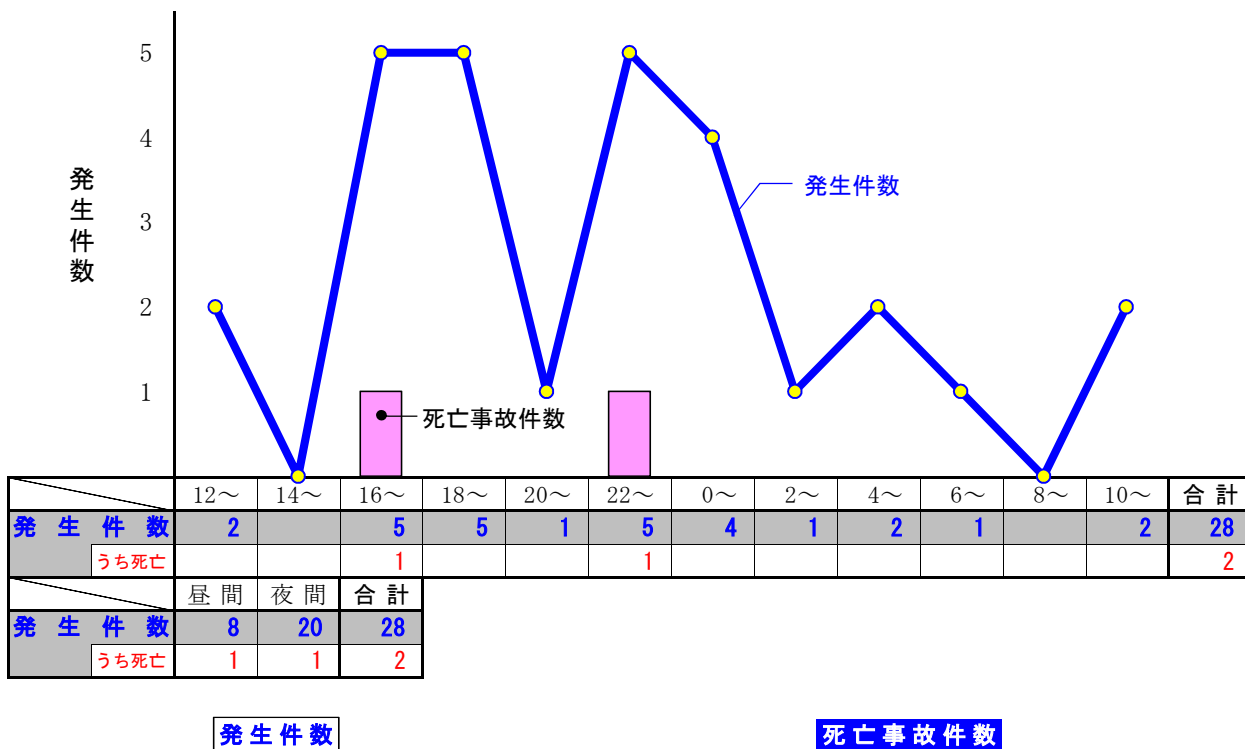 5
4
発生件数
発生件数
3
2
1
死亡事故件数
12～ 14～ 16～ 18～ 20～ 22～ 0～ 2～ 4～ 6～ 8～ 10～ 合計
発生件数 2 5 5 1 5 4 1 2 1 2 28
うち死亡 1 1 2
昼間 夜間 合計
発生件数 8 20 28
うち死亡 1 1 2
発生件数 死亡事故件数